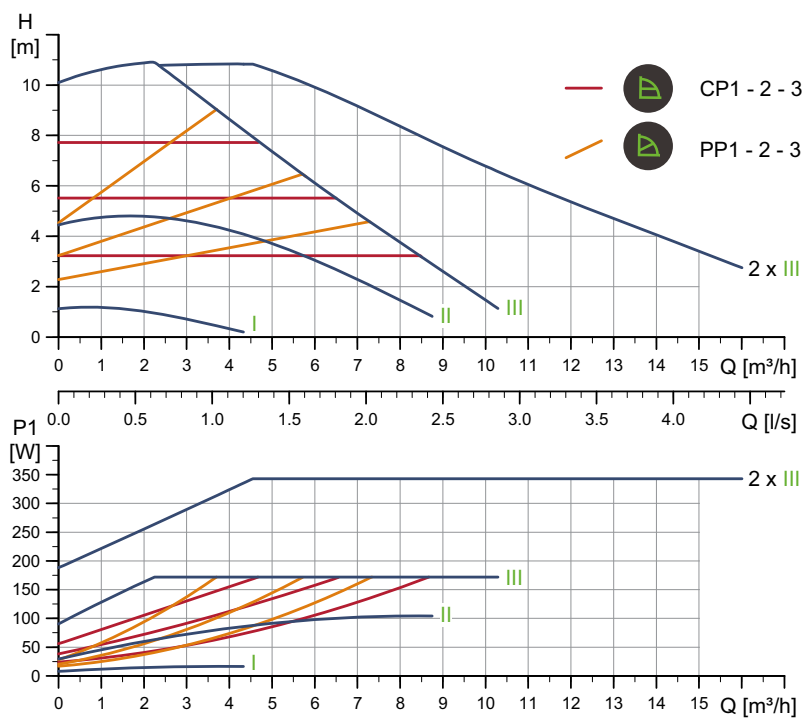 H
[m]
10
8
6
4
2
0
CP1 - 2 - 3
PP1 - 2 - 3
2 x III
III
II
I
0 1 2 3 4 5 6 7 8 9 10 11 12 13 14 15 Q [m³/h]
0.0 0.5 1.0 1.5 2.0 2.5 3.0 3.5 4.0 Q [l/s]
P1
[W]
350
300
250
200
150
100
50
0
2 x III
III
II
I
0 1 2 3 4 5 6 7 8 9 10 11 12 13 14 15 Q [m³/h]